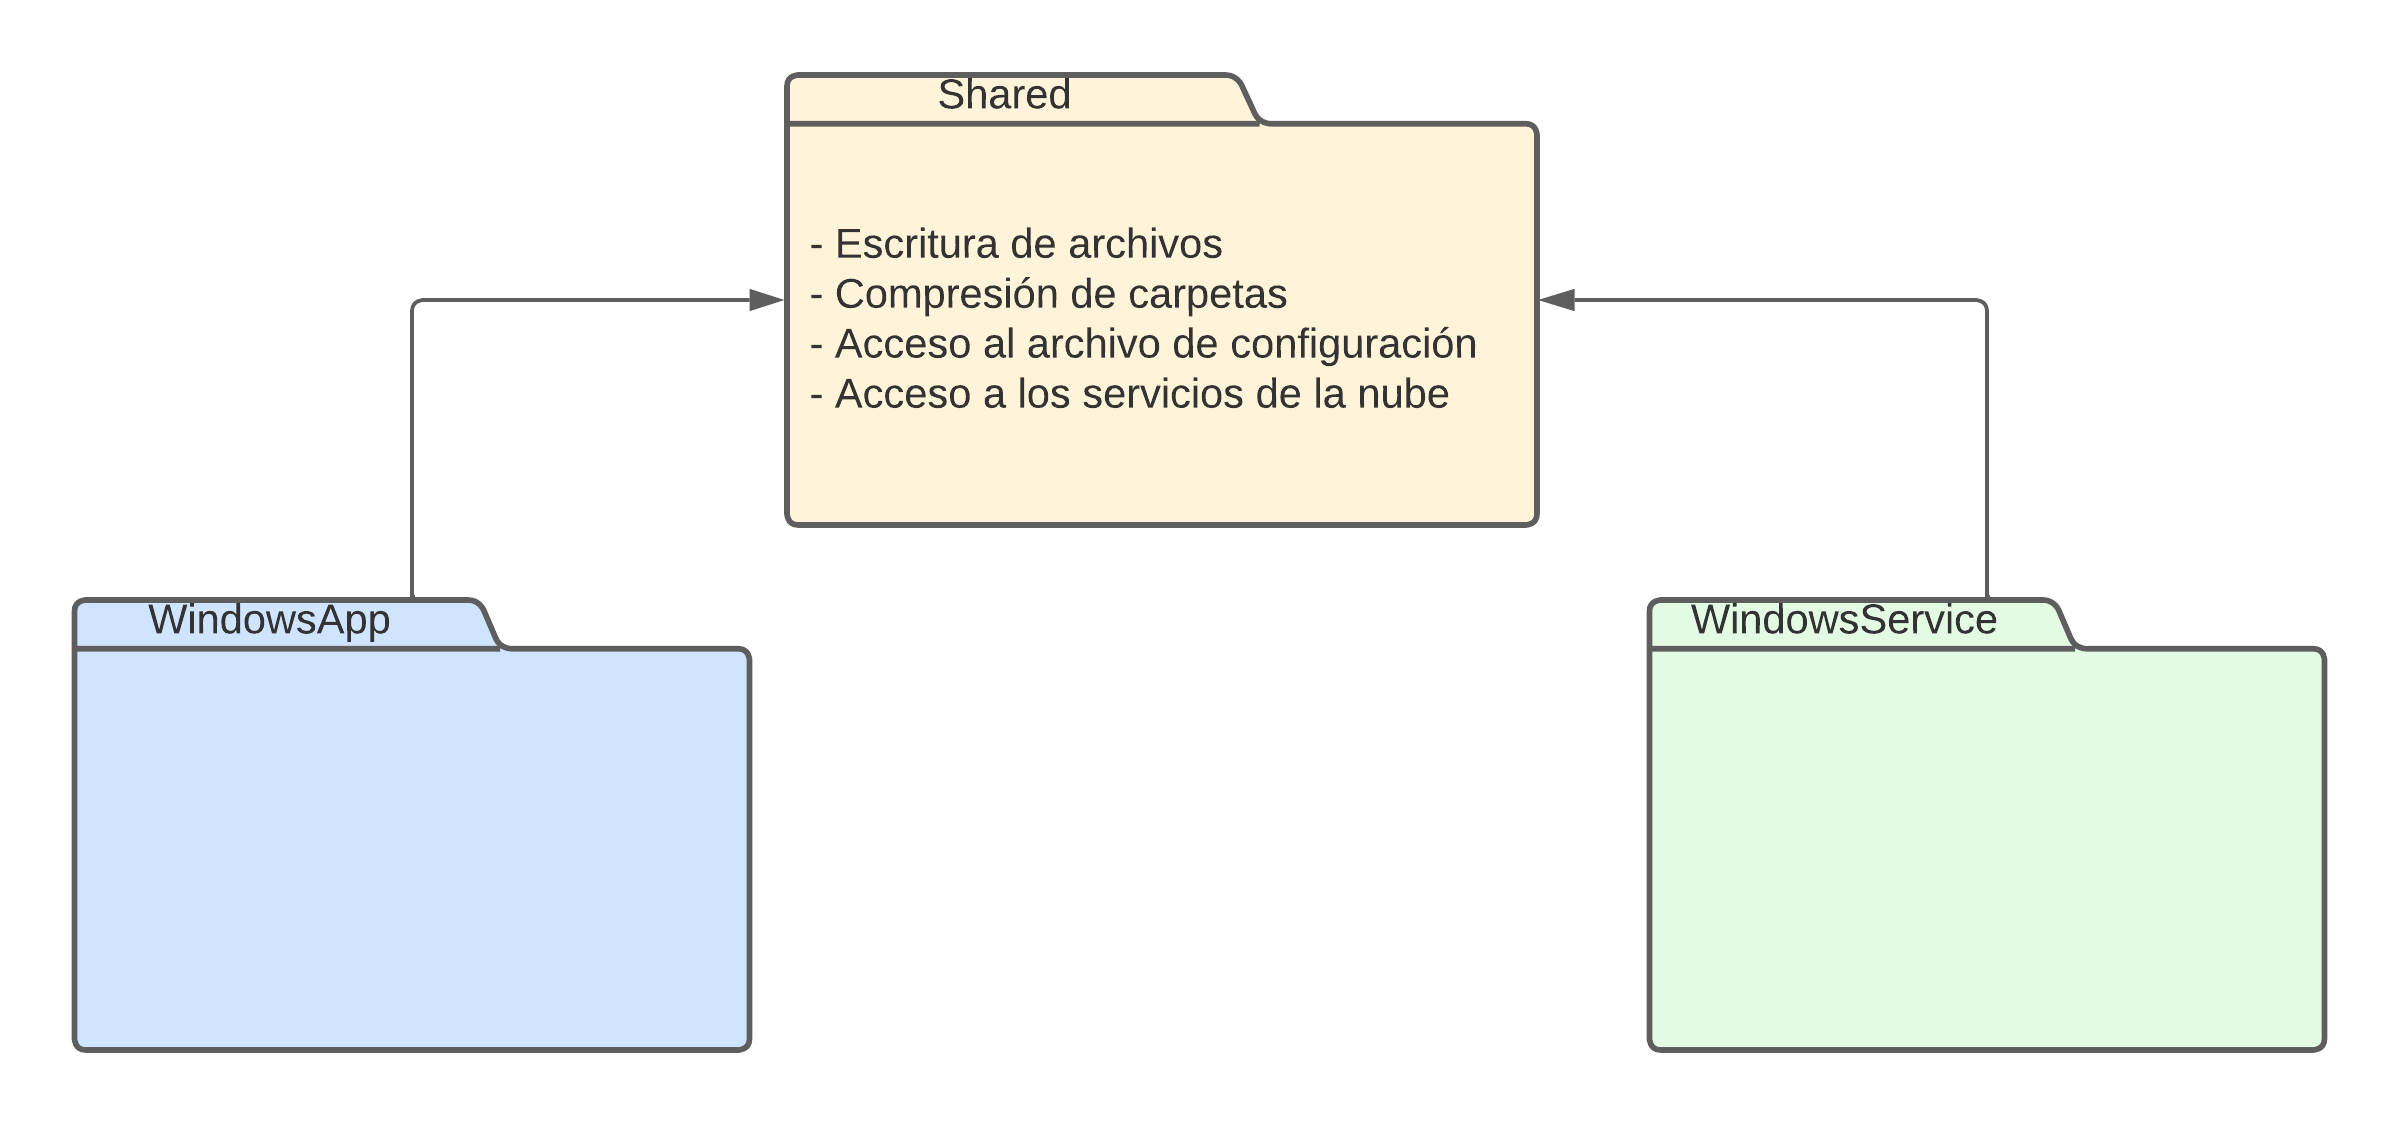 Shared
- Escritura de archivos
- Compresión de carpetas
- Acceso al archivo de configuración
- Acceso a los servicios de la nube
WindowsApp
WindowsService